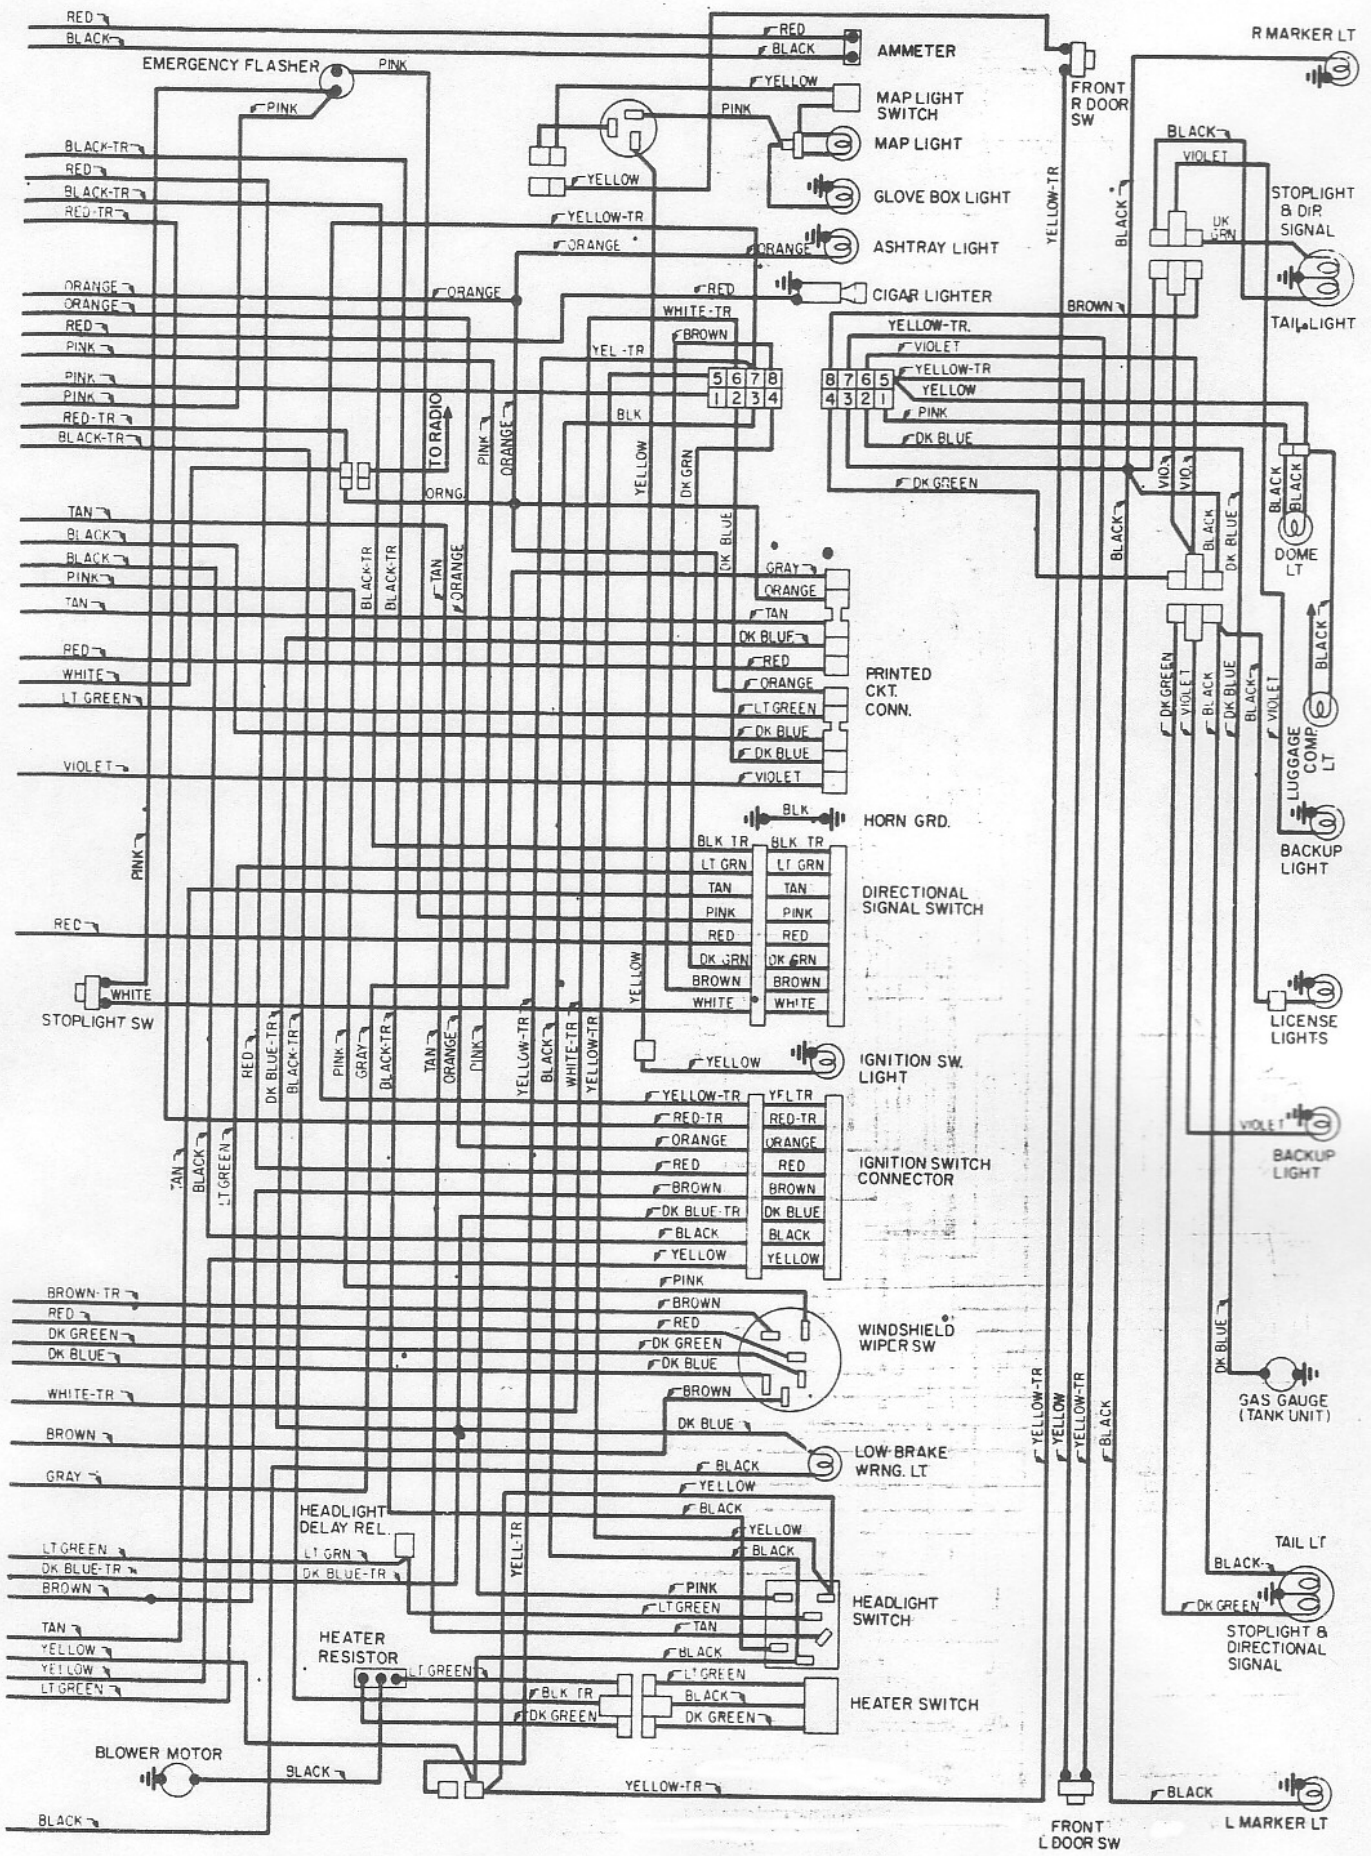 RED
BLACK
EMERGENCY FLASHER
PINK
PINK
RED
BLACK
AMMETER
YELLOW
MAP LIGHT
SWITCH
PINK
MAP LIGHT
YELLOW
GLOVE BOX LIGHT
FRONT
R DOOR
SW
R MARKER LT
BLACK
VIOLET
STOPLIGHT
& DIR
SIGNAL
DK
GRN
TAIL LIGHT
YELLOW-TR
BLACK
BLACK-TR
RED
BLACK-TR
RED-TR
YELLOW-TR
ORANGE
ORANGE
ASHTRAY LIGHT
ORANGE
ORANGE
ORANGE
RED
CIGAR LIGHTER
BROWN
RED
PINK
WHITE-TR
BROWN
YEL-TR
YELLOW-TR.
VIOLET
YELLOW-TR
YELLOW
PINK
DK BLUE
DK GREEN
5 6 7 8
1 2 3 4
8 7 6 5
4 3 2 1
PINK
PINK
RED-TR
BLACK-TR
BLK
TO RADIO
PINK
ORANGE
YELLOW
DK GRN
ORNG.
DK BLUE
VIO.
VIO.
BLACK
BLACK
DK BLUE
BLACK
BLACK
DOME
LT
TAN
BLACK
BLACK
PINK
TAN
BLACK-TR
BLACK-TR
TAN
ORANGE
GRAY
ORANGE
TAN
DK BLUE
RED
ORANGE
LT GREEN
DK BLUE
DK BLUE
VIOLET
PRINTED
CKT.
CONN.
RED
WHITE
LT GREEN
VIOLET
DK GREEN
VIOLET
BLACK
DK BLUE
BLACK
VIOLET
BLACK
LUGGAGE
COMP.
LT
BLK
HORN GRD.
BACKUP
LIGHT
BLK TR
BLK TR
LT GRN
LT GRN
TAN
TAN
PINK
PINK
RED
RED
DK GRN
DK GRN
BROWN
BROWN
WHITE
WHITE
DIRECTIONAL
SIGNAL SWITCH
PINK
RED
WHITE
STOPLIGHT SW
YELLOW
LICENSE
LIGHTS
RED
DK BLUE-TR
BLACK-TR
PINK
GRAY
BLACK-TR
TAN
ORANGE
PINK
YELLOW-TR
BLACK
WHITE-TR
YELLOW-TR
YELLOW
IGNITION SW.
LIGHT
YELLOW-TR
YEL TR
RED-TR
RED-TR
ORANGE
ORANGE
RED
RED
BROWN
BROWN
DK BLUE-TR
DK BLUE
BLACK
BLACK
YELLOW
YELLOW
IGNITION SWITCH
CONNECTOR
VIOLET
BACKUP
LIGHT
TAN
BLACK
LT GREEN
PINK
BROWN
RED
DK GREEN
DK BLUE
BROWN
WINDSHIELD
WIPER SW
BROWN-TR
RED
DK GREEN
DK BLUE
WHITE-TR
BROWN
GRAY
DK BLUE
GAS GAUGE
(TANK UNIT)
YELLOW-TR
YELLOW
YELLOW-TR
BLACK
DK BLUE
BLACK
LOW BRAKE
WRNG. LT
YELLOW
BLACK
YELLOW
BLACK
HEADLIGHT
DELAY REL.
LT GRN
DK BLUE-TR
YELL-TR
LT GREEN
DK BLUE-TR
BROWN
PINK
LT GREEN
TAN
BLACK
HEADLIGHT
SWITCH
TAIL LT
BLACK
DK GREEN
STOPLIGHT &
DIRECTIONAL
SIGNAL
TAN
YELLOW
YELLOW
LT GREEN
HEATER
RESISTOR
LT GREEN
BLK TR
DK GREEN
LT GREEN
BLACK
DK GREEN
HEATER SWITCH
BLOWER MOTOR
BLACK
YELLOW-TR
BLACK
FRONT
L DOOR SW
BLACK
L MARKER LT